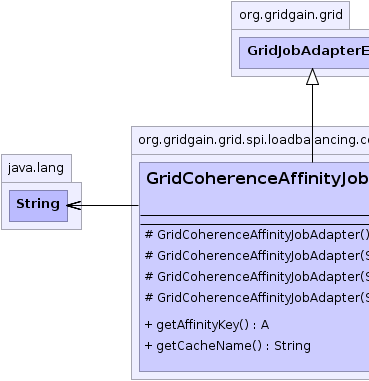 org.gridgain.grid
GridJobAdapterE
org.gridgain.grid.spi.loadbalancing.c
java.lang
String
GridCoherenceAffinityJob
# GridCoherenceAffinityJobAdapter()
# GridCoherenceAffinityJobAdapter(S
# GridCoherenceAffinityJobAdapter(S
# GridCoherenceAffinityJobAdapter(S
+ getAffinityKey() : A
+ getCacheName() : String